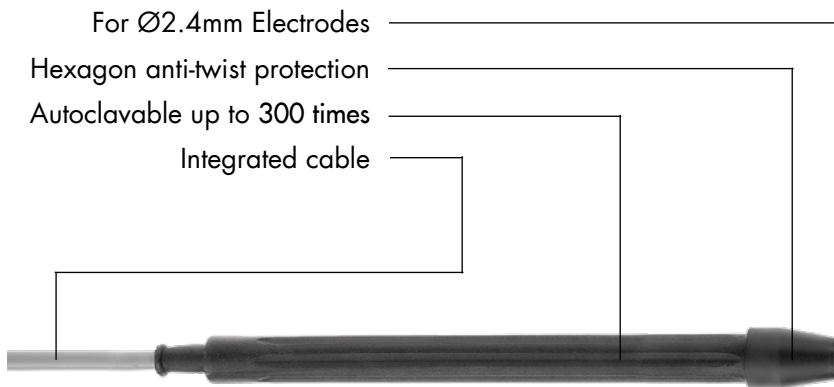 For Ø2.4mm Electrodes
Hexagon anti-twist protection
Autoclavable up to 300 times
Integrated cable